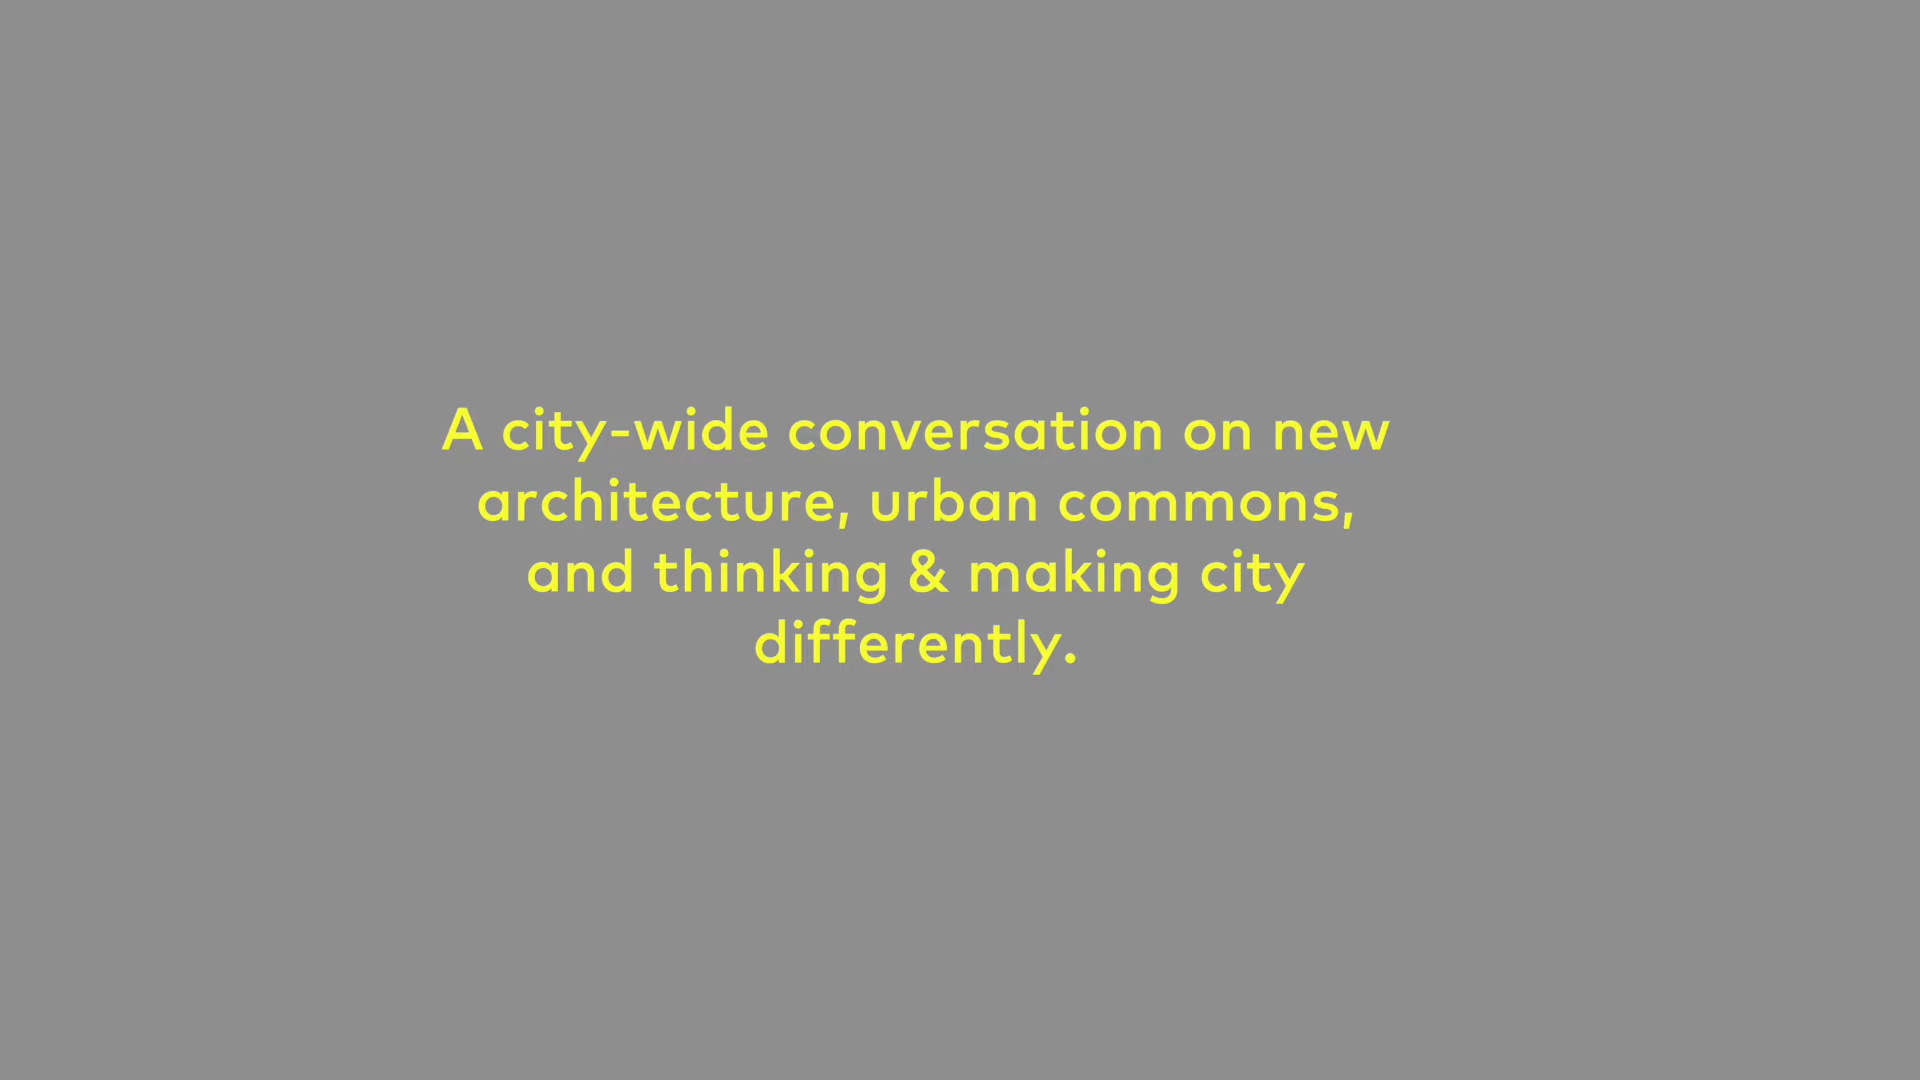 A city-wide conversation on new
architecture, urban commons,
and thinking & making city
differently.